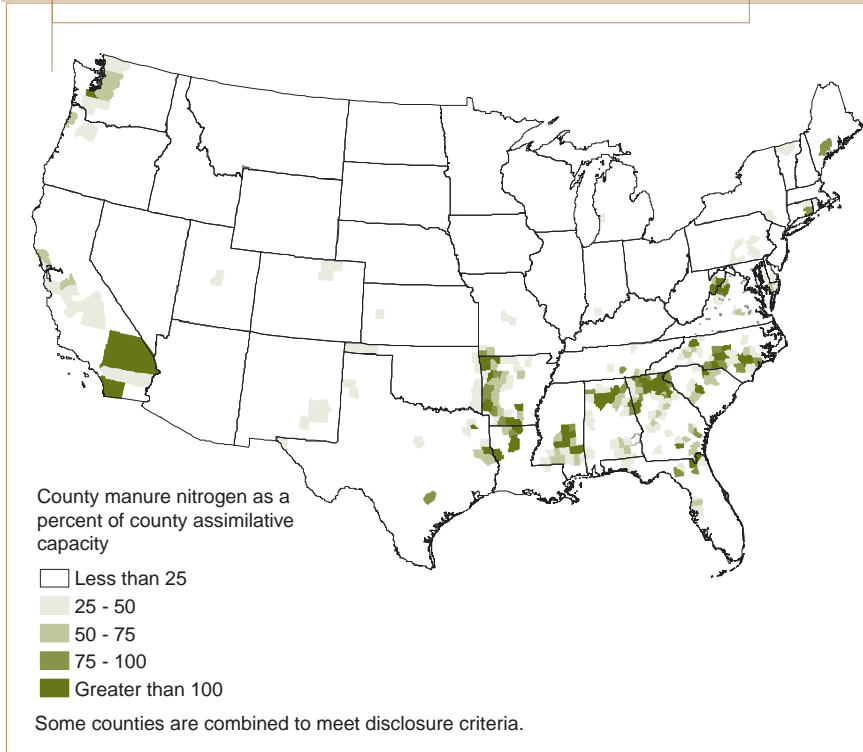 County manure nitrogen as a
percent of county assimilative
capacity
Less than 25
25 - 50
50 - 75
75 - 100
Greater than 100
Some counties are combined to meet disclosure criteria.